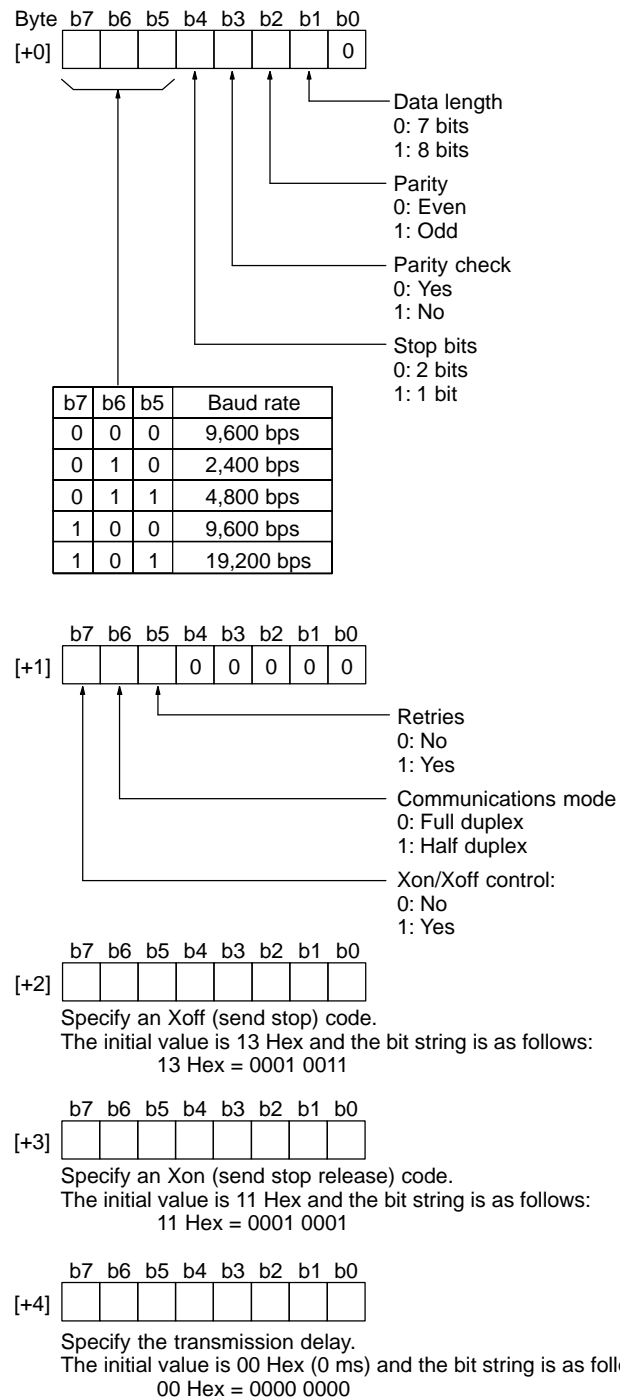 Byte b7 b6 b5 b4 b3 b2 b1 b0
[+0] 0
Data length
0: 7 bits
1: 8 bits
Parity
0: Even
1: Odd
Parity check
0: Yes
1: No
Stop bits
0: 2 bits
1: 1 bit
b7 b6 b5 Baud rate
0 0 0 9,600 bps
0 1 0 2,400 bps
0 1 1 4,800 bps
1 0 0 9,600 bps
1 0 1 19,200 bps
b7 b6 b5 b4 b3 b2 b1 b0
[+1] 0 0 0 0 0
Retries
0: No
1: Yes
Communications mode
0: Full duplex
1: Half duplex
Xon/Xoff control:
0: No
1: Yes
b7 b6 b5 b4 b3 b2 b1 b0
[+2]
Specify an Xoff (send stop) code.
The initial value is 13 Hex and the bit string is as follows:
13 Hex = 0001 0011
b7 b6 b5 b4 b3 b2 b1 b0
[+3]
Specify an Xon (send stop release) code.
The initial value is 11 Hex and the bit string is as follows:
11 Hex = 0001 0001
b7 b6 b5 b4 b3 b2 b1 b0
[+4]
Specify the transmission delay.
The initial value is 00 Hex (0 ms) and the bit string is as
00 Hex = 0000 0000